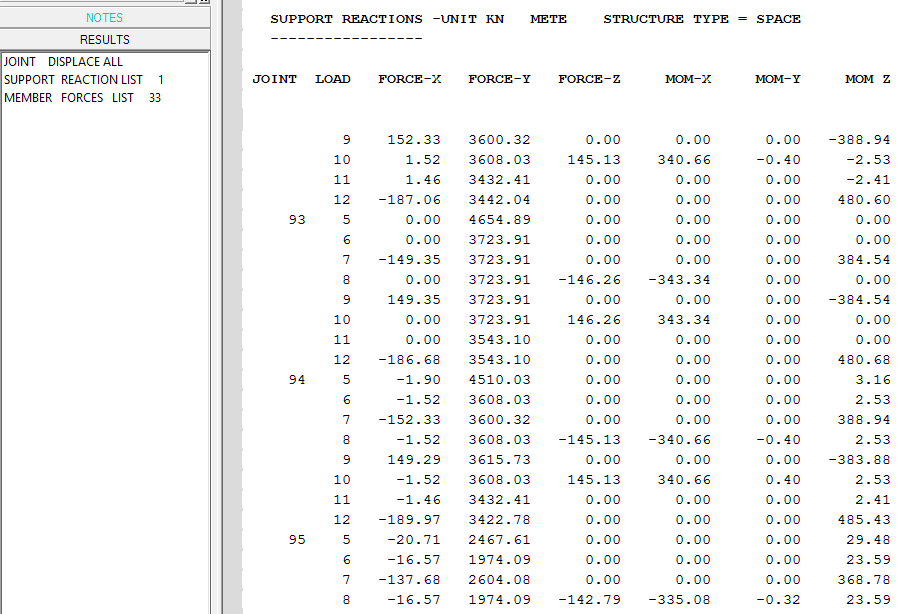 NOTES
RESULTS
JOINT DISPLACE ALL
SUPPORT REACTION LIST 1
MEMBER FORCES LIST 33
SUPPORT REACTIONS -UNIT KN METE STRUCTURE TYPE = SPACE
-----------------
JOINT LOAD FORCE-X FORCE-Y FORCE-Z MOM-X MOM-Y MOM Z
9 152.33 3600.32 0.00 0.00 0.00 -388.94
10 1.52 3608.03 145.13 340.66 -0.40 -2.53
11 1.46 3432.41 0.00 0.00 0.00 -2.41
12 -187.06 3442.04 0.00 0.00 0.00 480.60
93 5 0.00 4654.89 0.00 0.00 0.00 0.00
6 0.00 3723.91 0.00 0.00 0.00 0.00
7 -149.35 3723.91 0.00 0.00 0.00 384.54
8 0.00 3723.91 -146.26 -343.34 0.00 0.00
9 149.35 3723.91 0.00 0.00 0.00 -384.54
10 0.00 3723.91 146.26 343.34 0.00 0.00
11 0.00 3543.10 0.00 0.00 0.00 0.00
12 -186.68 3543.10 0.00 0.00 0.00 480.68
94 5 -1.90 4510.03 0.00 0.00 0.00 3.16
6 -1.52 3608.03 0.00 0.00 0.00 2.53
7 -152.33 3600.32 0.00 0.00 0.00 388.94
8 -1.52 3608.03 -145.13 -340.66 -0.40 2.53
9 149.29 3615.73 0.00 0.00 0.00 -383.88
10 -1.52 3608.03 145.13 340.66 0.40 2.53
11 -1.46 3432.41 0.00 0.00 0.00 2.41
12 -189.97 3422.78 0.00 0.00 0.00 485.43
95 5 -20.71 2467.61 0.00 0.00 0.00 29.48
6 -16.57 1974.09 0.00 0.00 0.00 23.59
7 -137.68 2604.08 0.00 0.00 0.00 368.78
8 -16.57 1974.09 -142.79 -335.08 -0.32 23.59